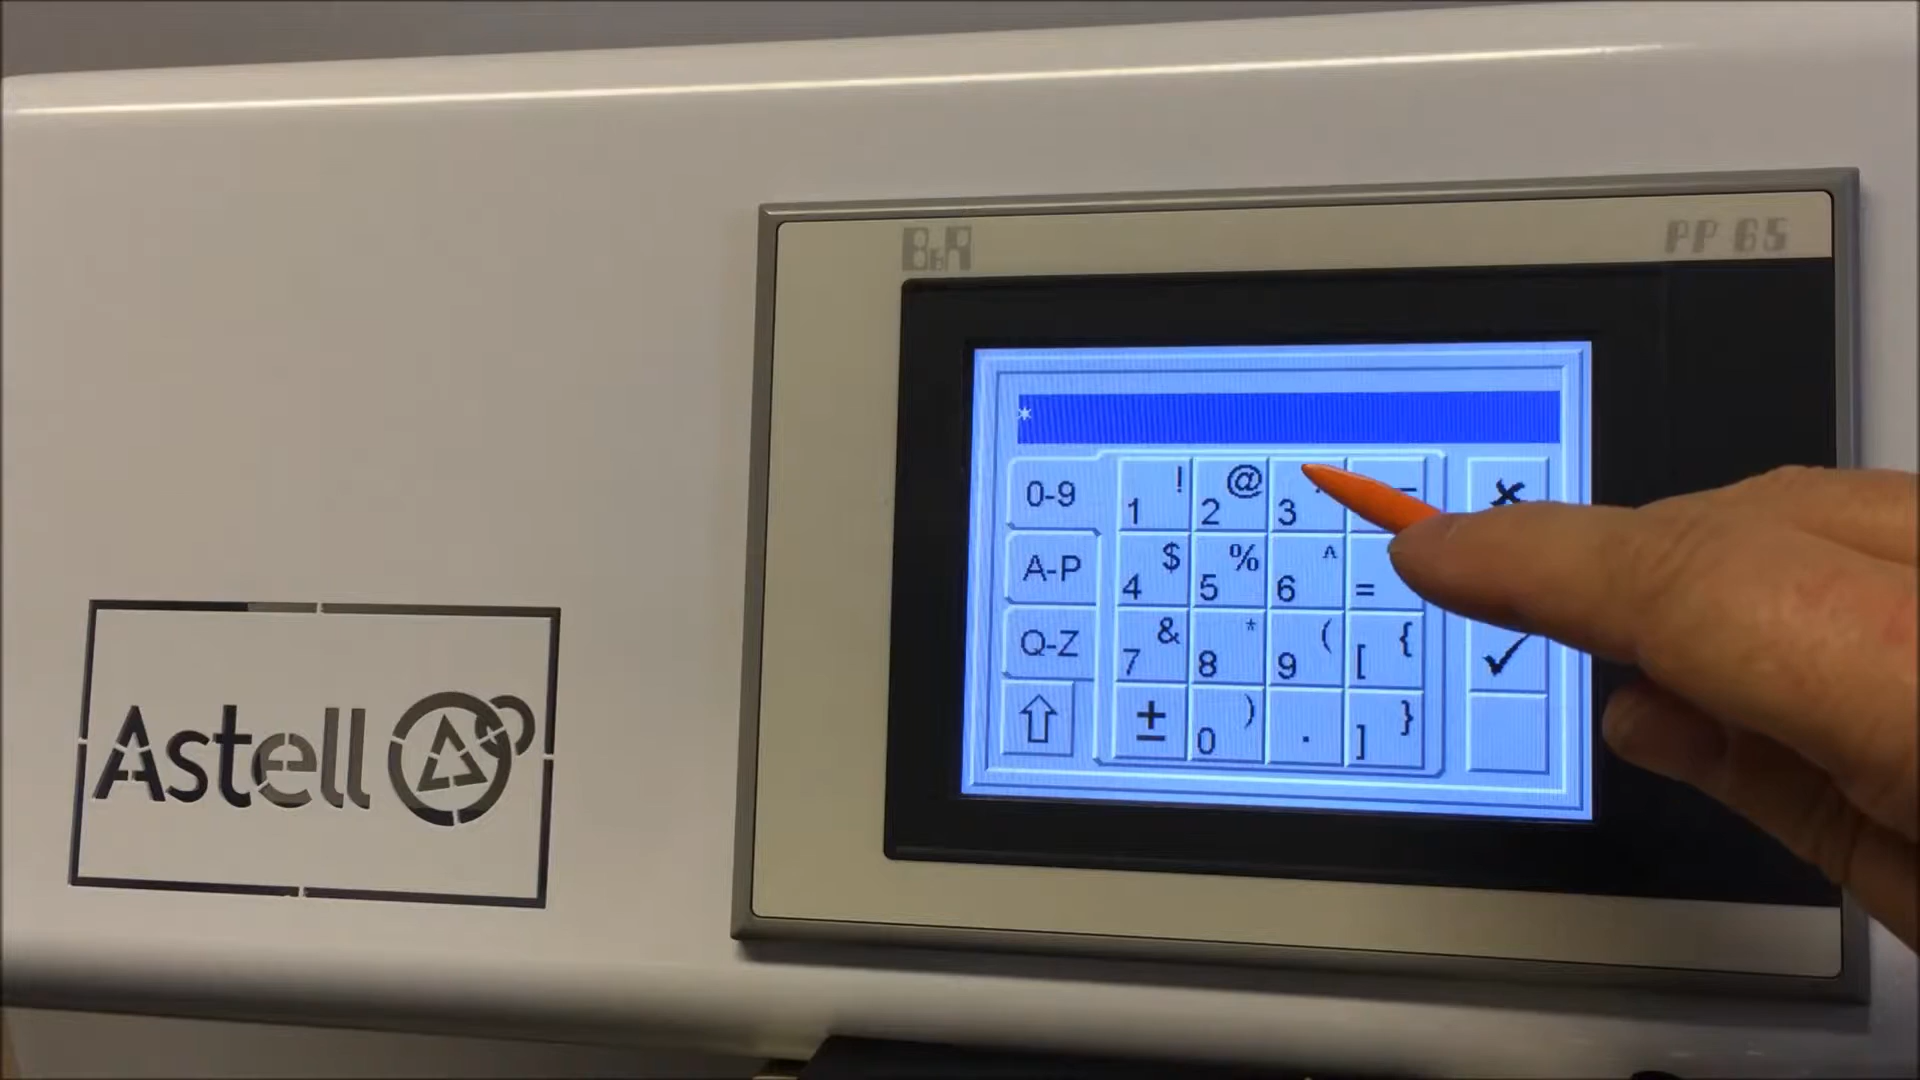 B&R
PP 65
*
0-9
1 ! 2 @ 3
A-P
4 $ 5 % 6 ^ =
Q-Z
7 & 8 * 9 ( [ {
± 0 ) . ] }
Astell